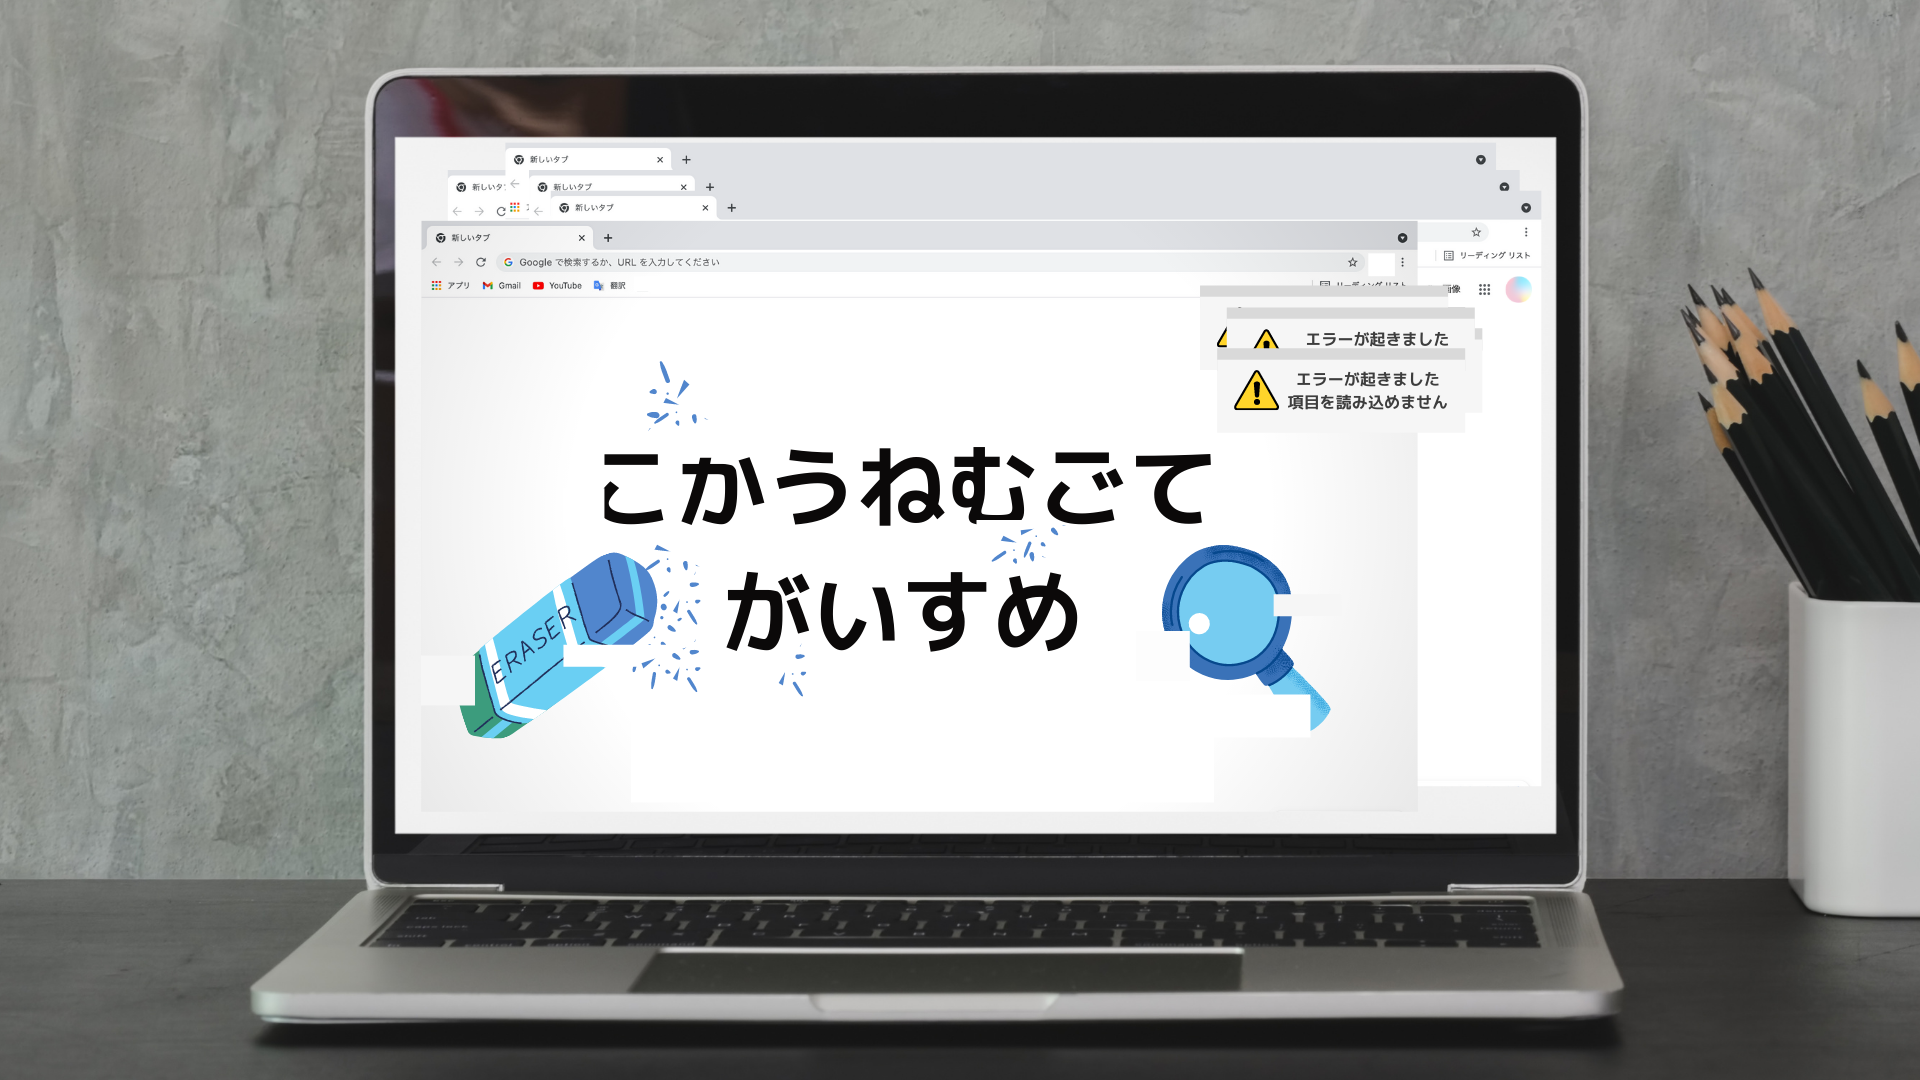 新しいタブ
新しいタブ
新しいタブ
新しいタブ
Google で検索するか、URL を入力してください
リーディング リスト
アプリ Gmail YouTube 翻訳
エラーが起きました
エラーが起きました
項目を読み込めません
こかうねむごて
がいすめ
ERASER